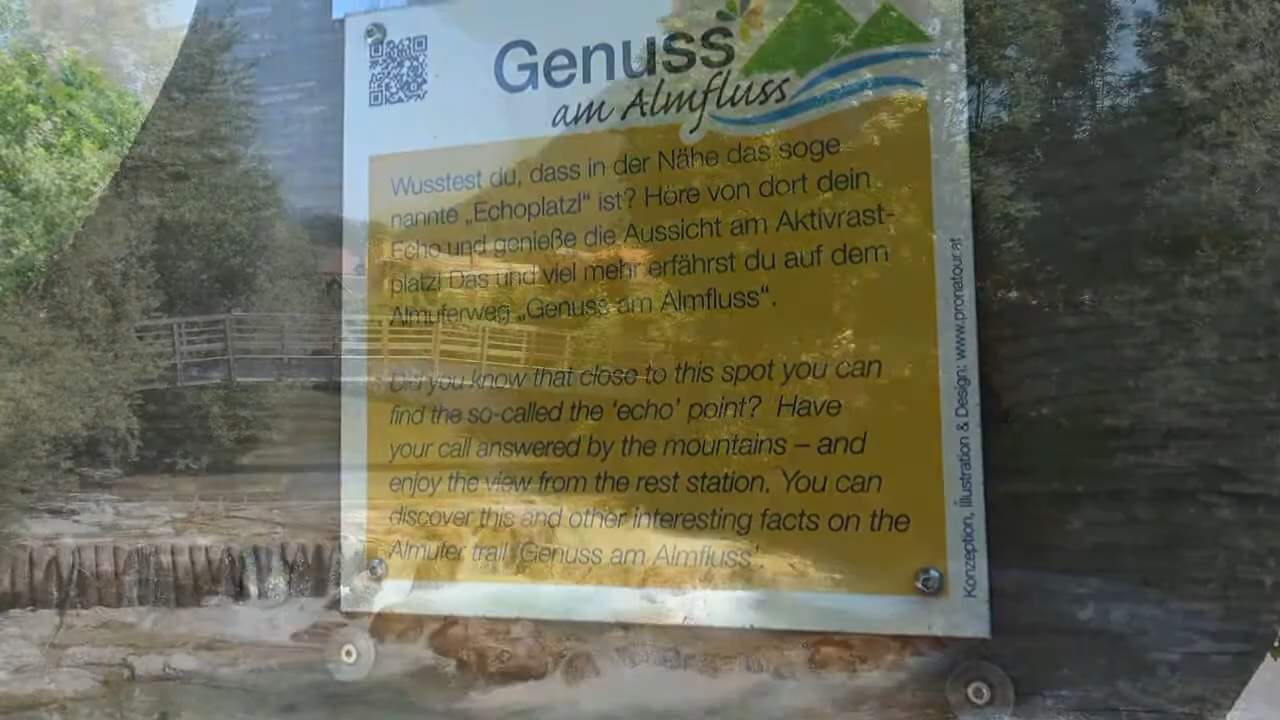 Genuss
am Almfluss
Wusstest du, dass in der Nähe das soge
nannte „Echoplatzl“ ist? Höre von dort dein
Echo und genieße die Aussicht am Aktivrast-
platz! Das und viel mehr erfährst du auf dem
Almuferweg „Genuss am Almfluss“.
Did you know that close to this spot you can
find the so-called the ‘echo’ point? Have
your call answered by the mountains – and
enjoy the view from the rest station. You can
discover this and other interesting facts on the
Almufer trail ‘Genuss am Almfluss’.
Konzeption, Illustration & Design: www.pronatour.at